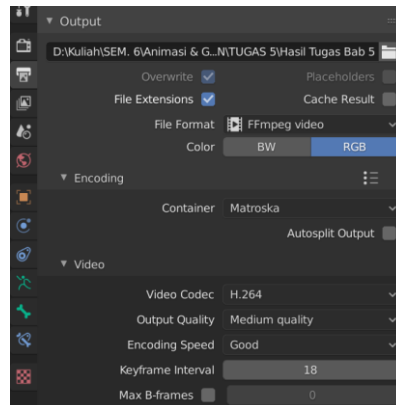 Output
D:\Kuliah\SEM. 6\Animasi & G...N\TUGAS 5\Hasil Tugas Bab 5
Overwrite Placeholders
File Extensions Cache Result
File Format FFmpeg video
Color BW RGB
Encoding
Container Matroska
Autosplit Output
Video
Video Codec H.264
Output Quality Medium quality
Encoding Speed Good
Keyframe Interval 18
Max B-frames 0